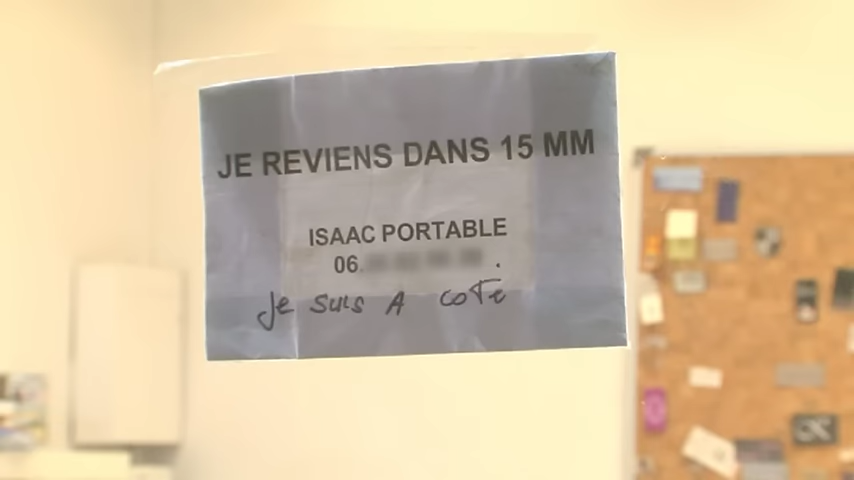 JE REVIENS DANS 15 MM
ISAAC PORTABLE
06.
Je suis A coTé